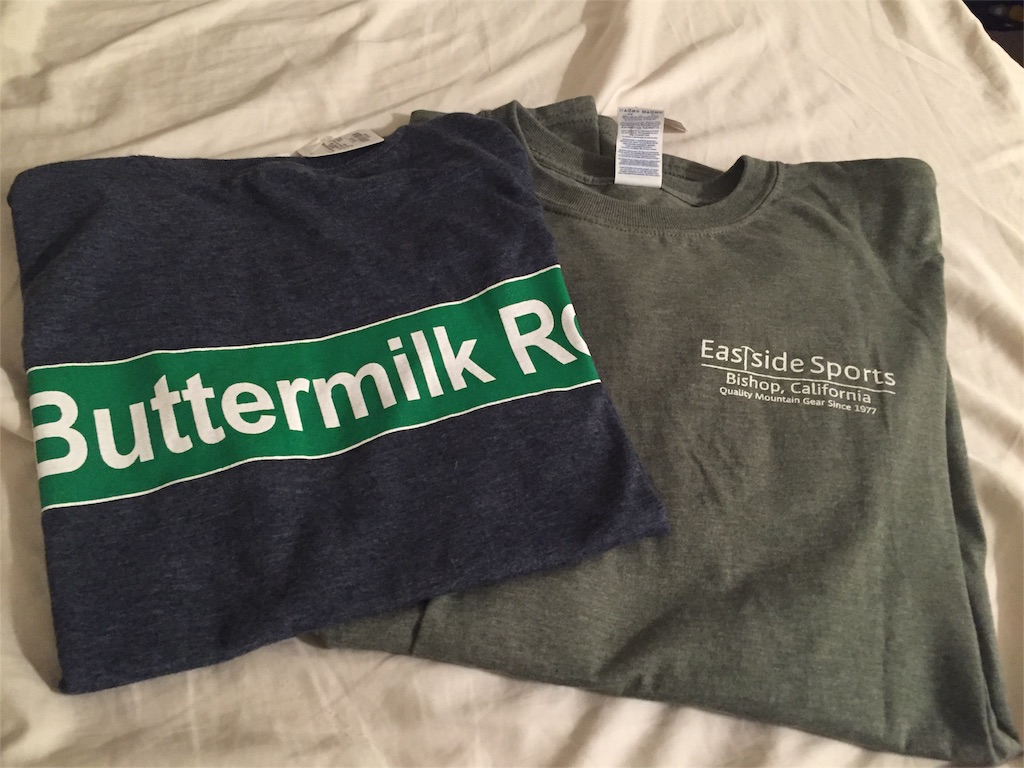 Buttermilk Ro
Eastside Sports
Bishop, California
Quality Mountain Gear Since 1977